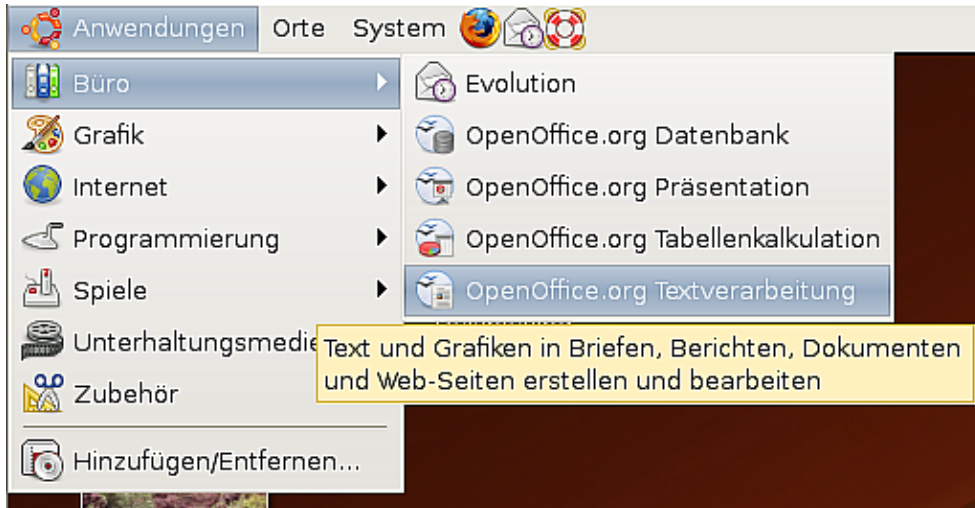 Anwendungen Orte System
Büro
Grafik
Internet
Programmierung
Spiele
Unterhaltungsmedie
Zubehör
Hinzufügen/Entfernen...
Evolution
OpenOffice.org Datenbank
OpenOffice.org Präsentation
OpenOffice.org Tabellenkalkulation
OpenOffice.org Textverarbeitung
Text und Grafiken in Briefen, Berichten, Dokumenten
und Web-Seiten erstellen und bearbeiten